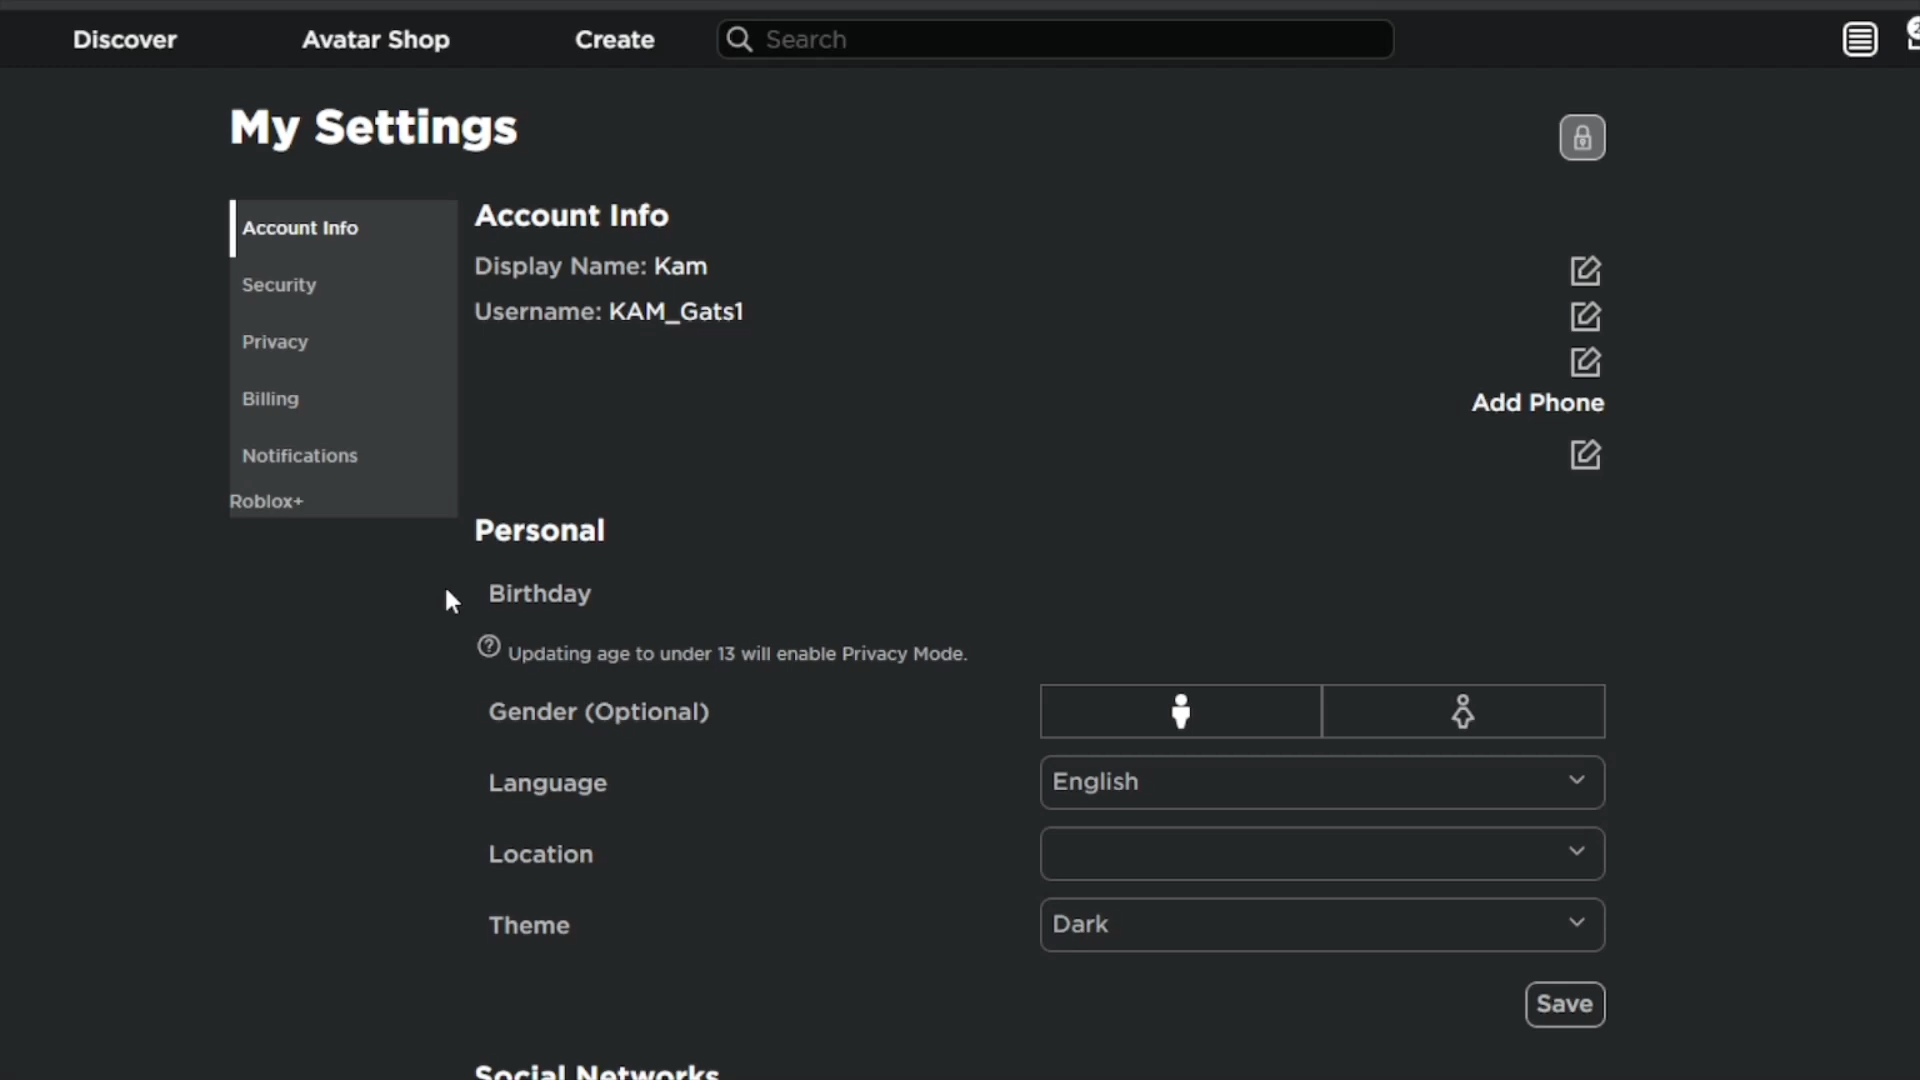 Discover
Avatar Shop
Create
Search
My Settings
Account Info
Security
Privacy
Billing
Notifications
Roblox+
Account Info
Display Name: Kam
Username: KAM_Gats1
Add Phone
Personal
Birthday
Updating age to under 13 will enable Privacy Mode.
Gender (Optional)
Language
English
Location
Theme
Dark
Save
Social Networks